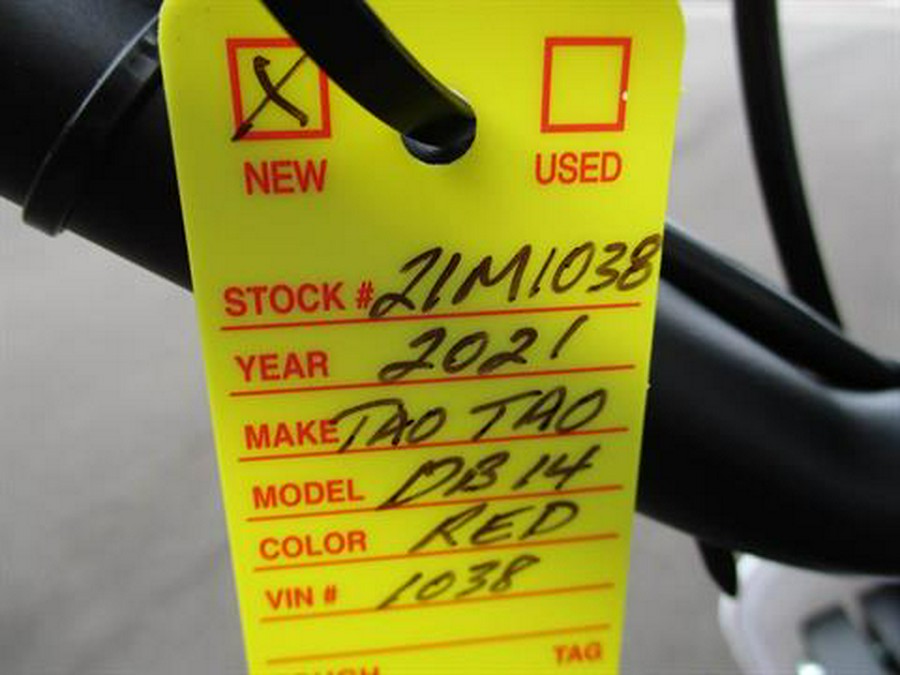 X
NEW USED
STOCK # 21M1038
YEAR 2021
MAKE TAO TAO
MODEL DB14
COLOR RED
VIN # 1038
TAG